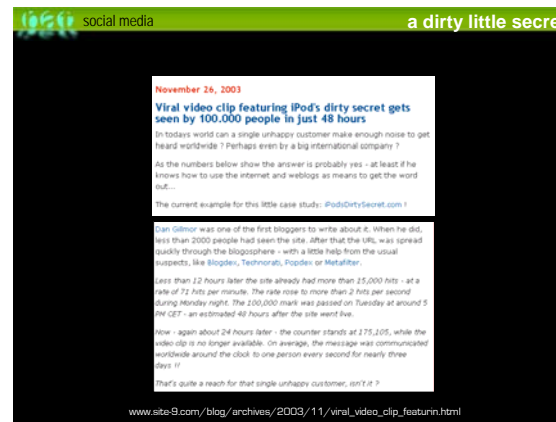 social media
a dirty little secre
November 26, 2003
Viral video clip featuring iPod's dirty secret gets
seen by 100.000 people in just 48 hours
In todays world can a single unhappy customer make enough noise to get
heard worldwide ? Perhaps even by a big international company ?
As the numbers below show the answer is probably yes - at least if he
knows how to use the internet and weblogs as means to get the word
out...
The current example for this little case study: iPodsDirtySecret.com !
Dan Gillmor was one of the first bloggers to write about it. When he did,
less than 2000 people had seen the site. After that the URL was spread
quickly through the blogosphere - with a little help from the usual
suspects, like Blogdex, Technorati, Popdex or Metafilter.
Less than 12 hours later the site already had more than 15,000 hits - at a
rate of 71 hits per minute. The rate rose to more than 2 hits per second
during Monday night. The 100,000 mark was passed on Tuesday at around 5
PM CET - an estimated 48 hours after the site went live.
Now - again about 24 hours later - the counter stands at 175,105, while the
video clip is no longer available. On average, the message was communicated
worldwide around the clock to one person every second for nearly three
days !!
That's quite a reach for that single unhappy customer, isn't it ?
www.site-9.com/blog/archives/2003/11/viral_video_clip_featurin.html